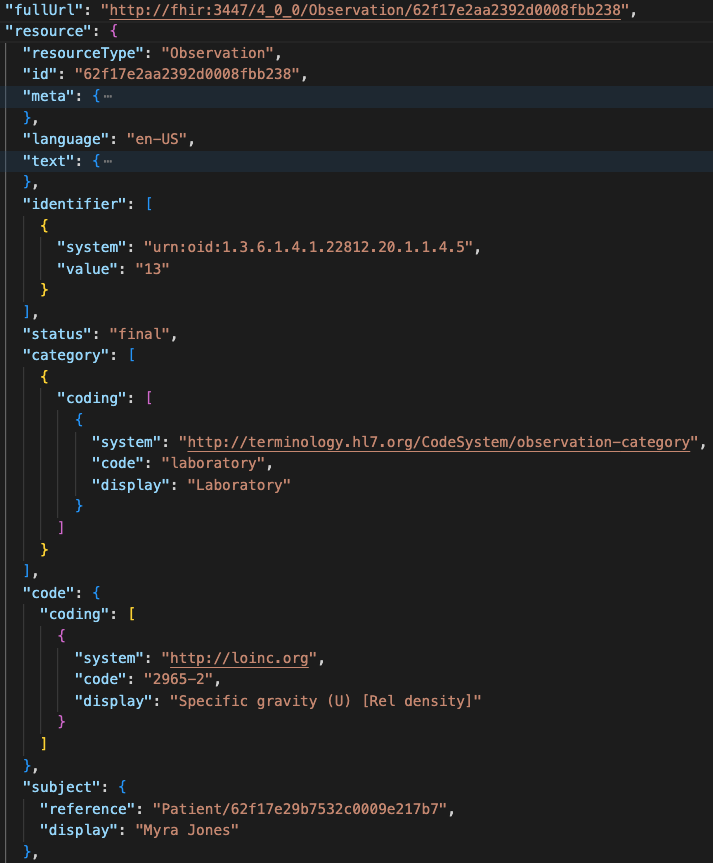 "fullUrl": "http://fhir:3447/4_0_0/Observation/62f17e2aa2392d0008fbb238",
"resource": {
"resourceType": "Observation",
"id": "62f17e2aa2392d0008fbb238",
"meta": {⋯
},
"language": "en-US",
"text": {⋯
},
"identifier": [
{
"system": "urn:oid:1.3.6.1.4.1.22812.20.1.1.4.5",
"value": "13"
}
],
"status": "final",
"category": [
{
"coding": [
{
"system": "http://terminology.hl7.org/CodeSystem/observation-category",
"code": "laboratory",
"display": "Laboratory"
}
]
}
],
"code": {
"coding": [
{
"system": "http://loinc.org",
"code": "2965-2",
"display": "Specific gravity (U) [Rel density]"
}
]
},
"subject": {
"reference": "Patient/62f17e29b7532c0009e217b7",
"display": "Myra Jones"
},